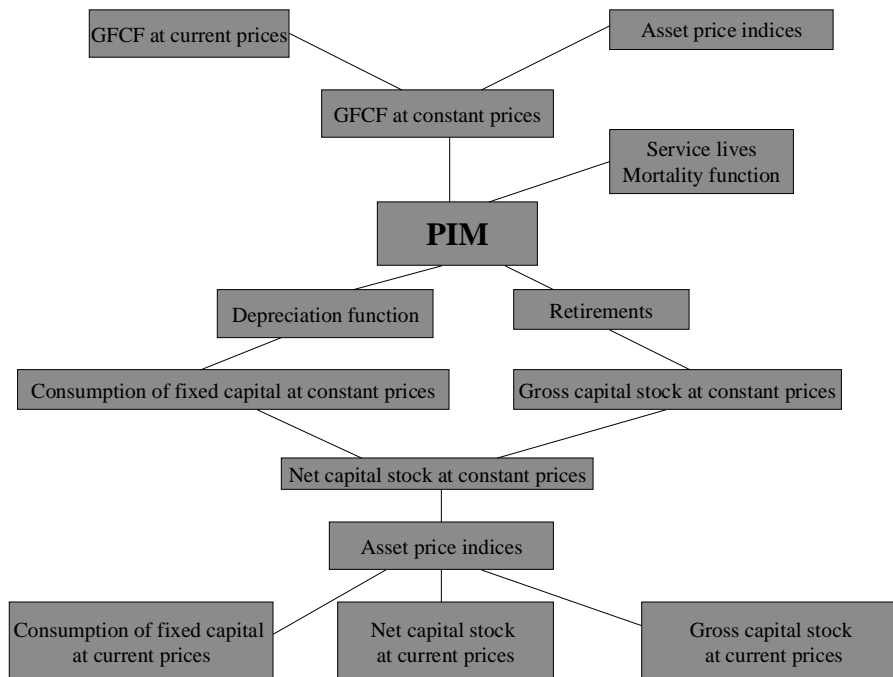 GFCF at current prices
Asset price indices
GFCF at constant prices
Service lives
Mortality function
PIM
Depreciation function
Retirements
Consumption of fixed capital at constant prices
Gross capital stock at constant prices
Net capital stock at constant prices
Asset price indices
Consumption of fixed capital
at current prices
Net capital stock
at current prices
Gross capital stock
at current prices